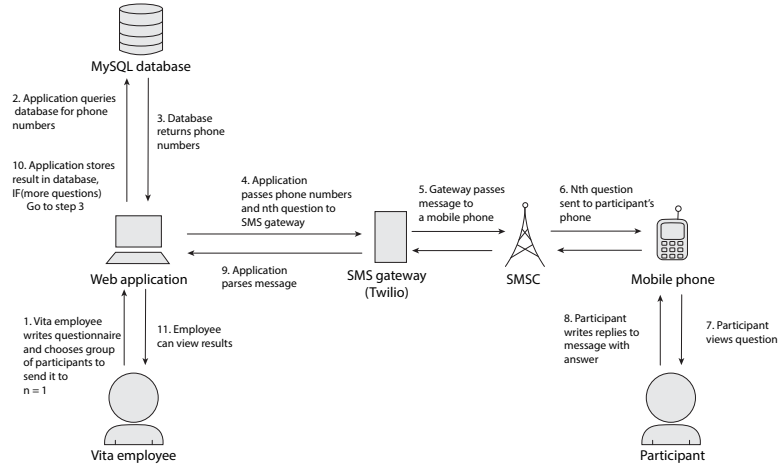 MySQL database
2. Application queries
database for phone
numbers
3. Database
returns phone
numbers
10. Application stores
result in database,
IF(more questions)
Go to step 3
4. Application
passes phone numbers
and nth question to
SMS gateway
5. Gateway passes
message to
a mobile phone
6. Nth question
sent to participant's
phone
Web application
9. Application
parses message
SMS gateway
(Twilio)
SMSC
Mobile phone
1. Vita employee
writes questionnaire
and chooses group
of participants to
send it to
n = 1
11. Employee
can view results
8. Participant
writes replies to
message with
answer
7. Participant
views question
Vita employee
Participant